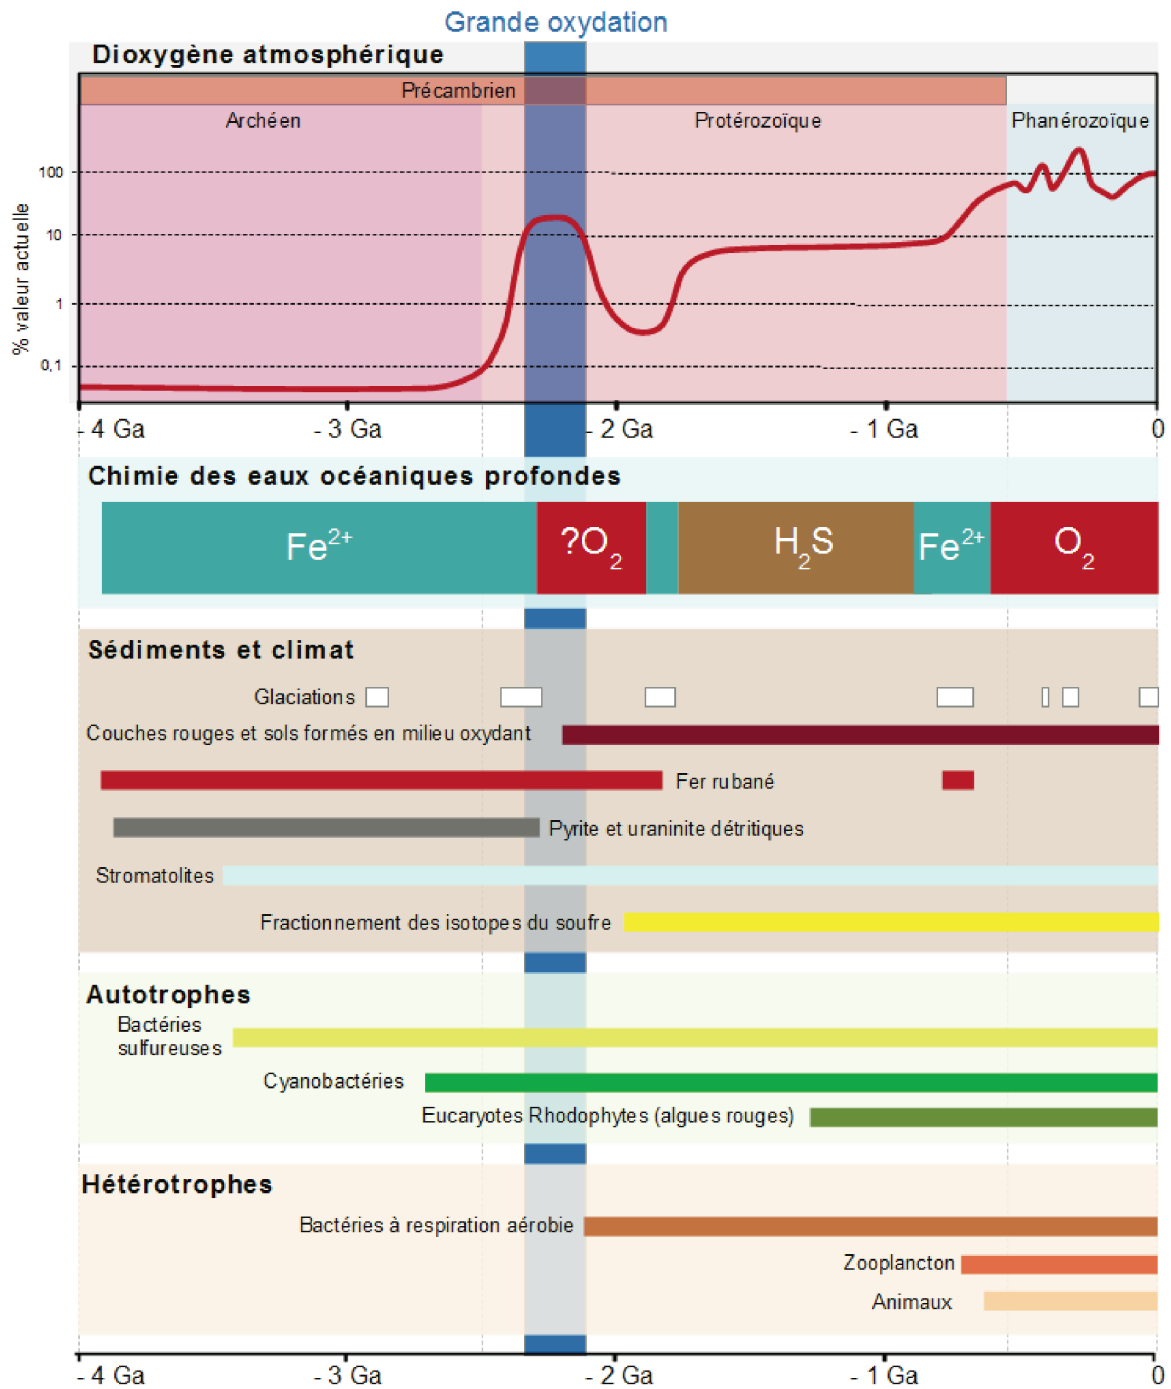 Grande oxydation
Dioxygène atmosphérique
Précambrien
Archéen
Protérozoïque
Phanérozoïque
% valeur actuelle
100
10
1
0,1
- 4 Ga
- 3 Ga
- 2 Ga
- 1 Ga
0
Chimie des eaux océaniques profondes
Fe2+
?O2
H2S
Fe2+
O2
Sédiments et climat
Glaciations
Couches rouges et sols formés en milieu oxydant
Fer rubané
Pyrite et uraninite détritiques
Stromatolites
Fractionnement des isotopes du soufre
Autotrophes
Bactéries
sulfureuses
Cyanobactéries
Eucaryotes Rhodophytes (algues rouges)
Hétérotrophes
Bactéries à respiration aérobie
Zooplancton
Animaux
- 4 Ga
- 3 Ga
- 2 Ga
- 1 Ga
0